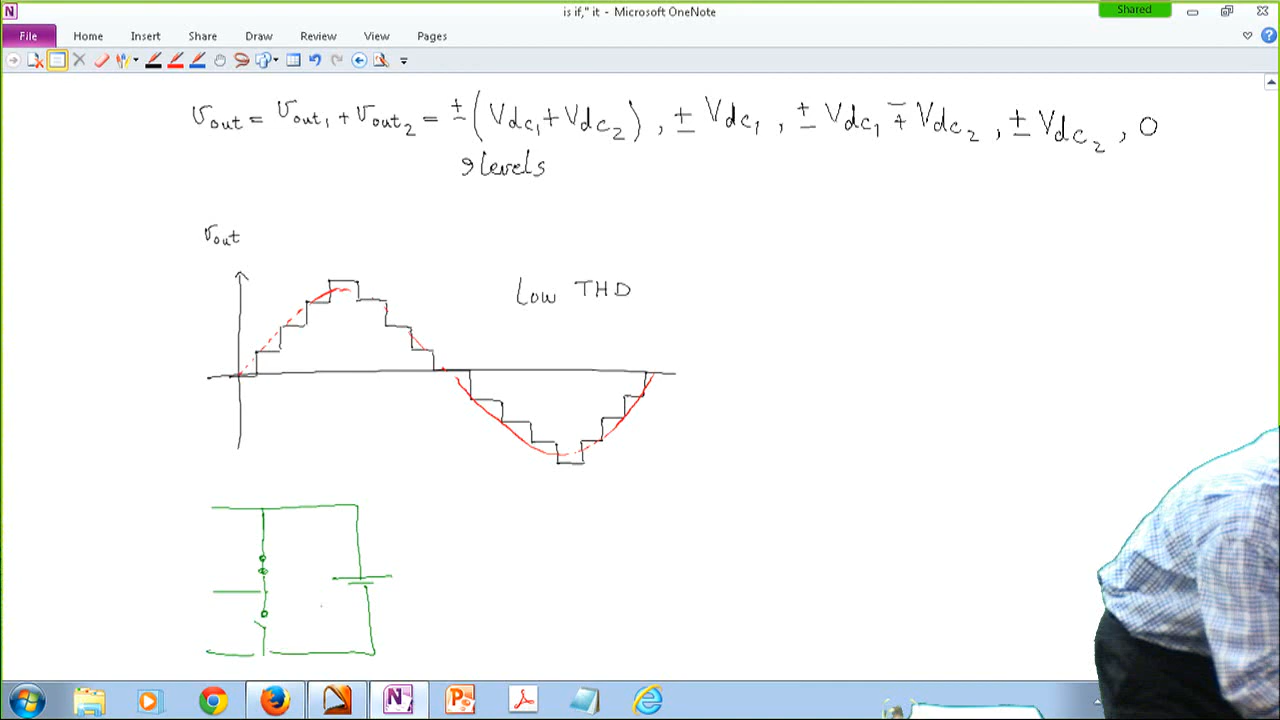 is if," it - Microsoft OneNote
Shared
File Home Insert Share Draw Review View Pages
Vout = Vout₁ + Vout₂ = ± (Vdc₁ + Vdc₂) , ± Vdc₁ , ± Vdc₁ ∓ Vdc₂ , ± Vdc₂ , 0
9 levels
Vout
Low THD